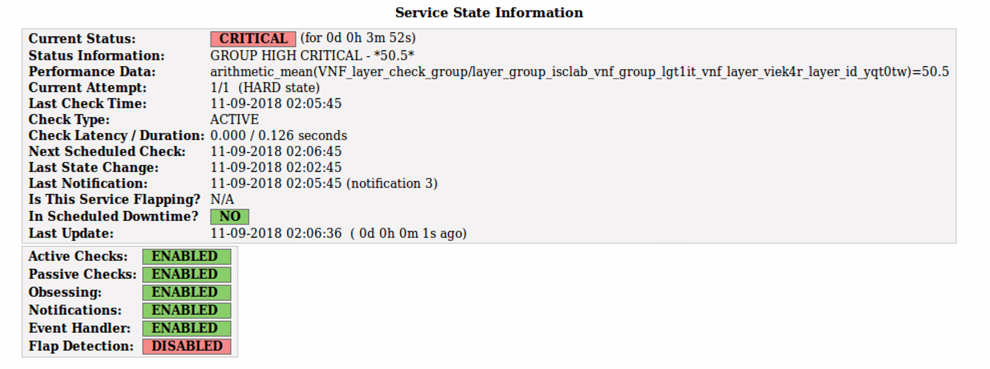 Service State Information
Current Status: CRITICAL (for 0d 0h 3m 52s)
Status Information: GROUP HIGH CRITICAL - *50.5*
Performance Data: arithmetic_mean(VNF_layer_check_group/layer_group_isclab_vnf_group_lgt1it_vnf_layer_viek4r_layer_id_yqt0tw)=50.5
Current Attempt: 1/1 (HARD state)
Last Check Time: 11-09-2018 02:05:45
Check Type: ACTIVE
Check Latency / Duration: 0.000 / 0.126 seconds
Next Scheduled Check: 11-09-2018 02:06:45
Last State Change: 11-09-2018 02:02:45
Last Notification: 11-09-2018 02:05:45 (notification 3)
Is This Service Flapping? N/A
In Scheduled Downtime? NO
Last Update: 11-09-2018 02:06:36 ( 0d 0h 0m 1s ago)
Active Checks: ENABLED
Passive Checks: ENABLED
Obsessing: ENABLED
Notifications: ENABLED
Event Handler: ENABLED
Flap Detection: DISABLED